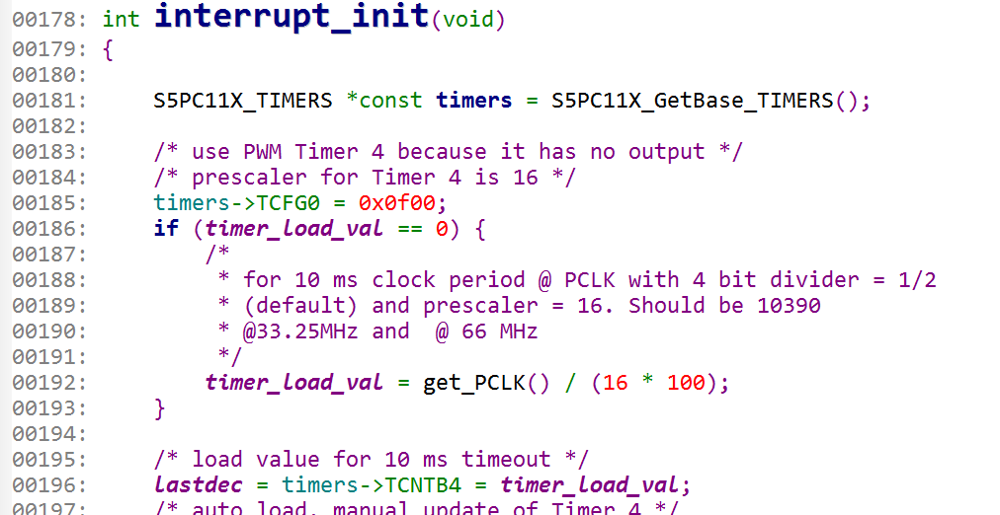 00178: int interrupt_init(void)
00179: {
00180:
00181: S5PC11X_TIMERS *const timers = S5PC11X_GetBase_TIMERS();
00182:
00183: /* use PWM Timer 4 because it has no output */
00184: /* prescaler for Timer 4 is 16 */
00185: timers->TCFG0 = 0x0f00;
00186: if (timer_load_val == 0) {
00187: /*
00188: * for 10 ms clock period @ PCLK with 4 bit divider = 1/2
00189: * (default) and prescaler = 16. Should be 10390
00190: * @33.25MHz and  @ 66 MHz
00191: */
00192: timer_load_val = get_PCLK() / (16 * 100);
00193: }
00194:
00195: /* load value for 10 ms timeout */
00196: lastdec = timers->TCNTB4 = timer_load_val;
00197: /* auto load, manual update of Timer 4 */